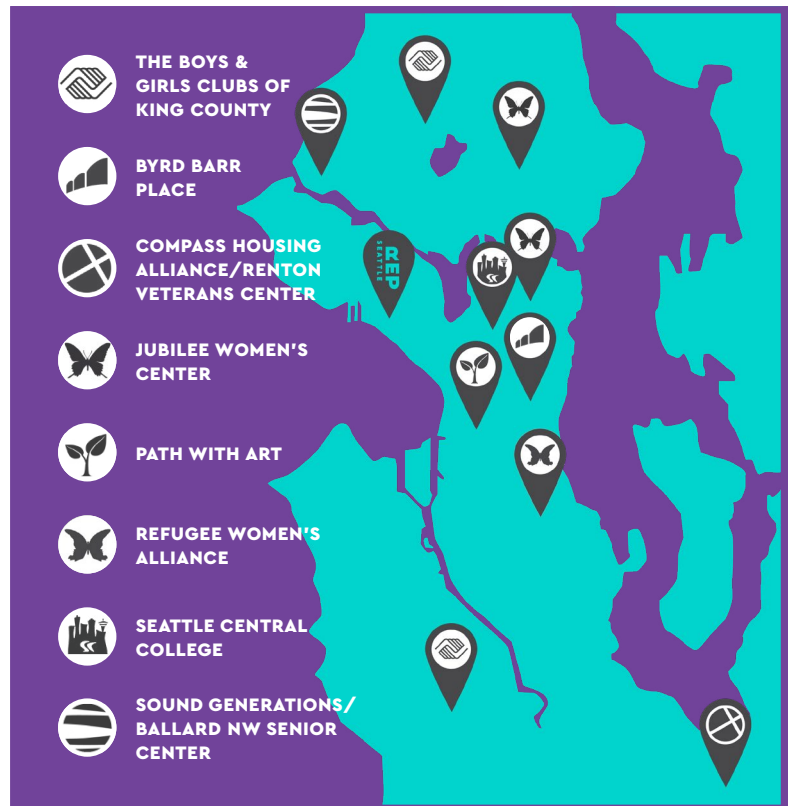 THE BOYS &
GIRLS CLUBS OF
KING COUNTY
BYRD BARR
PLACE
COMPASS HOUSING
ALLIANCE/RENTON
VETERANS CENTER
JUBILEE WOMEN'S
CENTER
PATH WITH ART
REFUGEE WOMEN'S
ALLIANCE
SEATTLE CENTRAL
COLLEGE
SOUND GENERATIONS/
BALLARD NW SENIOR
CENTER
SEATTLE
REP